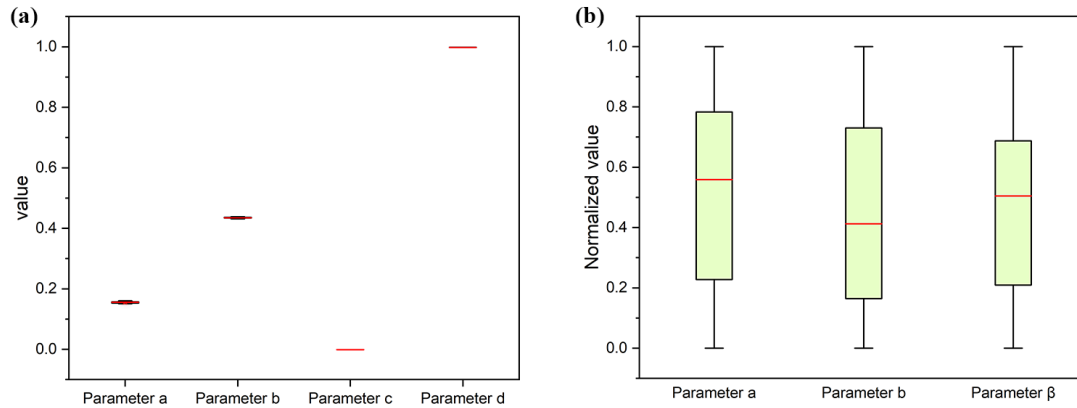 (a)
value
1.0
0.8
0.6
0.4
0.2
0.0
Parameter a Parameter b Parameter c Parameter d
(b)
Normalized value
1.0
0.8
0.6
0.4
0.2
0.0
Parameter a Parameter b Parameter β